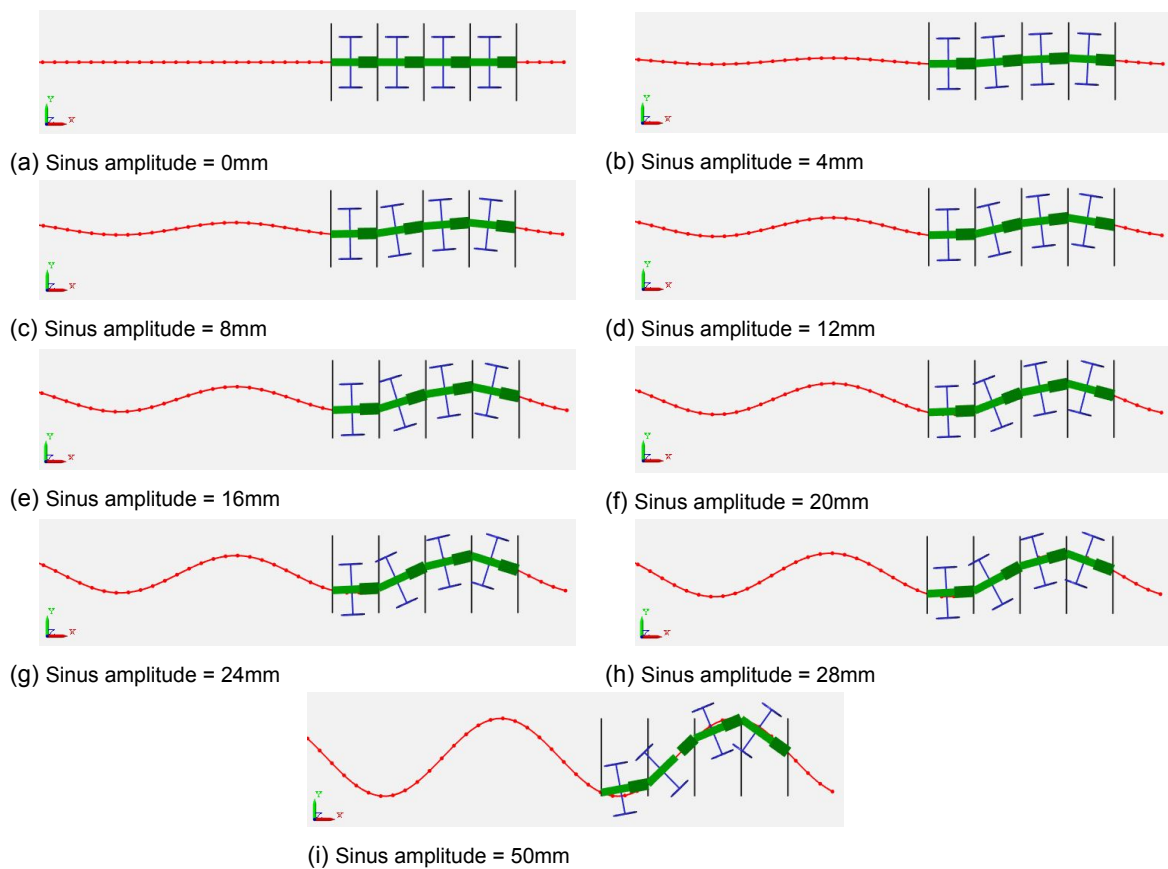 Y
Z X
Y
Z X
(a) Sinus amplitude = 0mm
(b) Sinus amplitude = 4mm
Y
Z X
Y
Z X
(c) Sinus amplitude = 8mm
(d) Sinus amplitude = 12mm
Y
Z X
Y
Z X
(e) Sinus amplitude = 16mm
(f) Sinus amplitude = 20mm
Y
Z X
Y
Z X
(g) Sinus amplitude = 24mm
(h) Sinus amplitude = 28mm
Y
Z X
(i) Sinus amplitude = 50mm